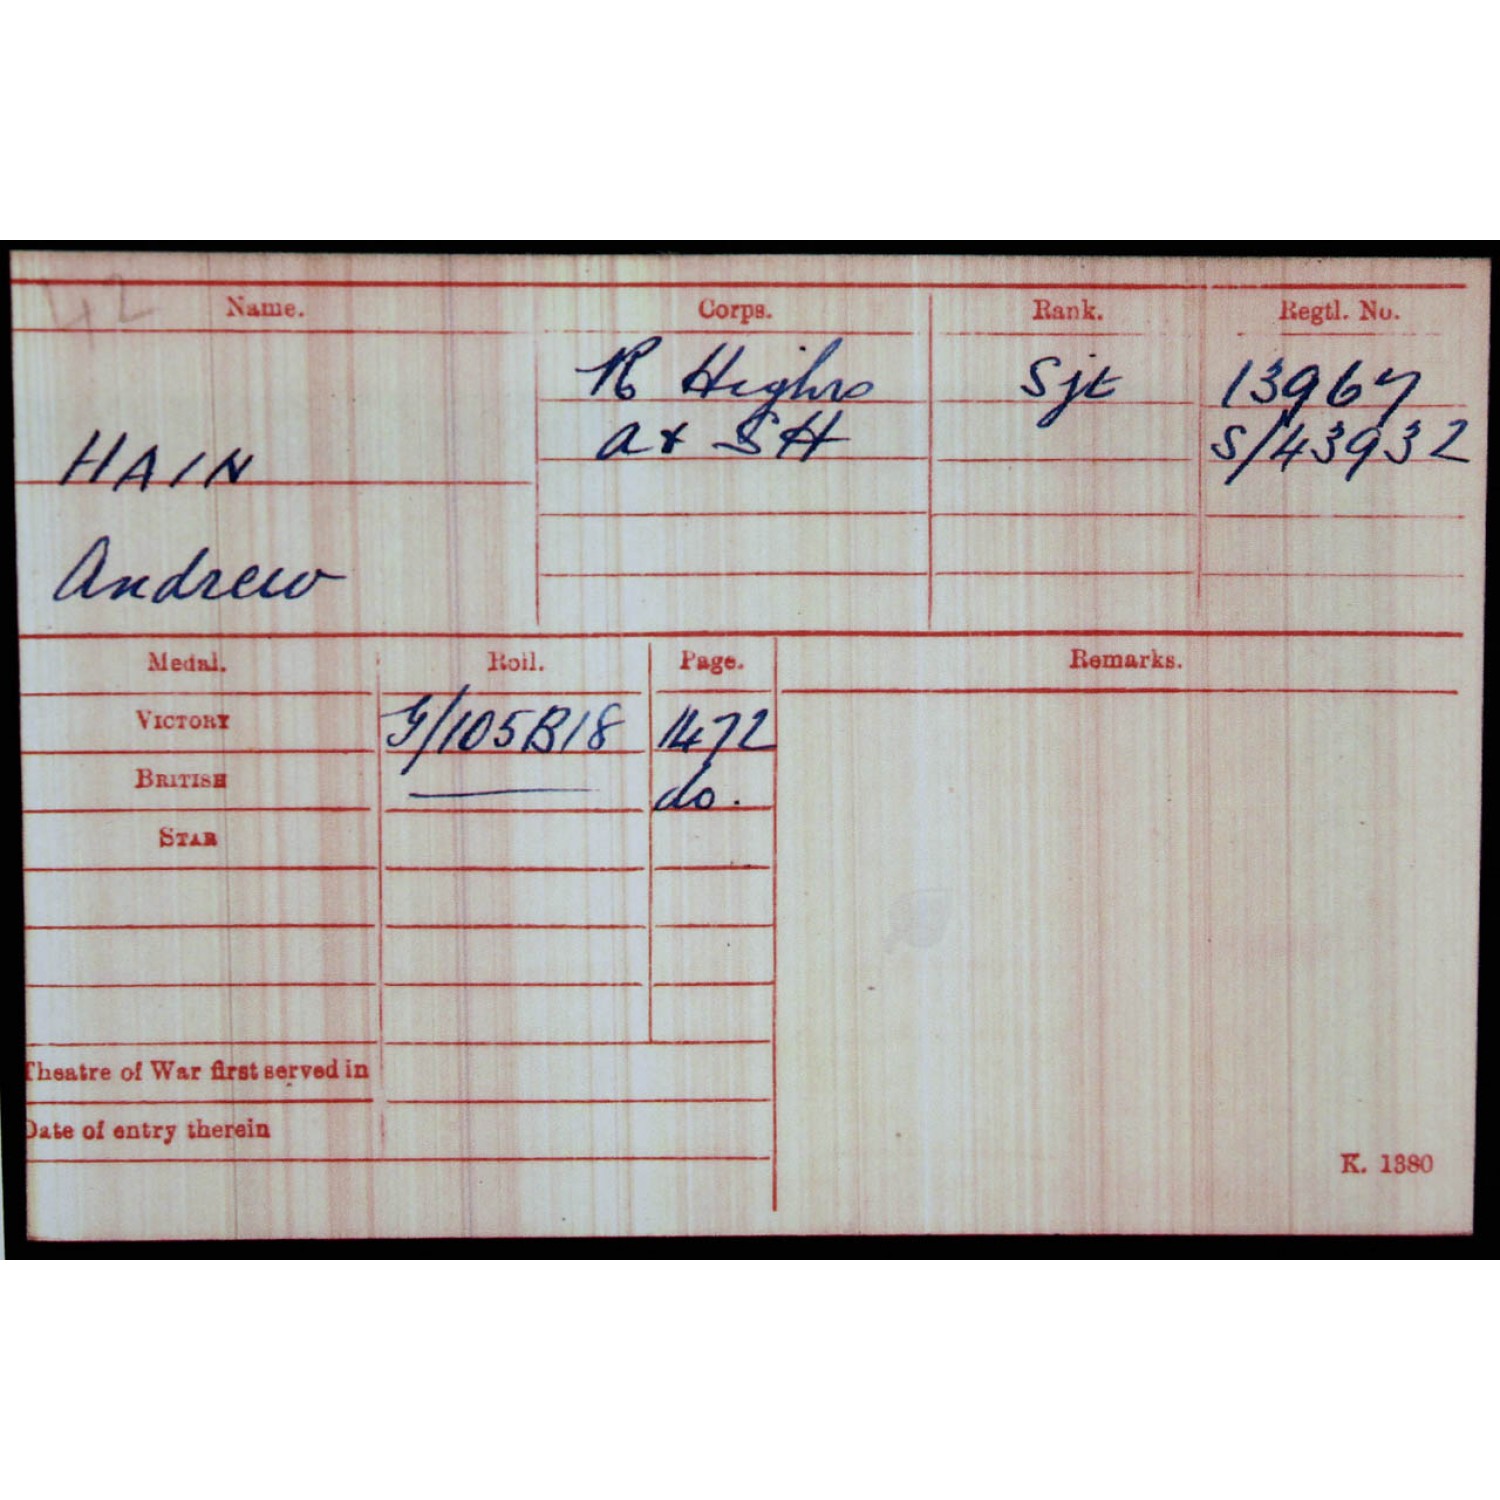 42
Name. Corps. Rank. Regtl. No.
R Highrs Sjt 13967
A & S H S/43932
HAIN
Andrew
Medal. Roll. Page. Remarks.
VICTORY G/105B18 1472
BRITISH do.
STAR
Theatre of War first served in
Date of entry therein
K. 1380